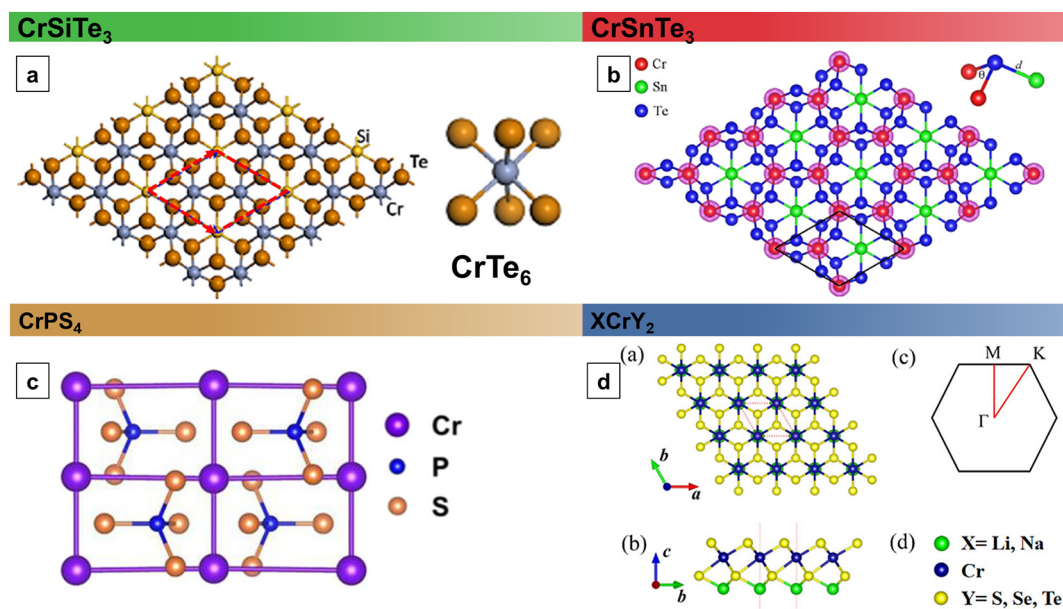 CrSiTe3
CrSnTe3
a
Si
Te
Cr
CrTe6
b
Cr
Sn
Te
θ
d
CrPS4
XCrY2
c
Cr
P
S
d
(a)
b
a
(c)
M
K
Γ
(b)
c
b
(d)
X= Li, Na
Cr
Y= S, Se, Te